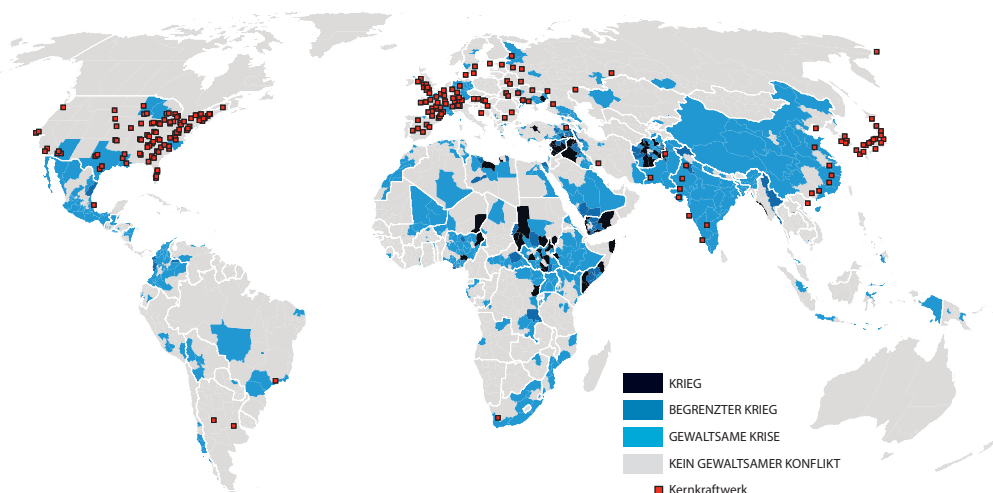 KRIEG
BEGRENZTER KRIEG
GEWALTSAME KRISE
KEIN GEWALTSAMER KONFLIKT
Kernkraftwerk